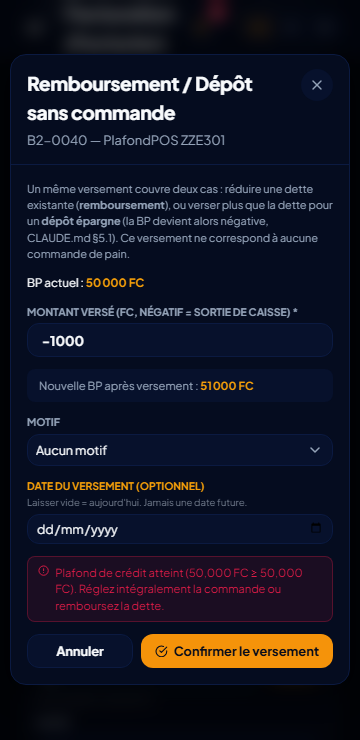 Remboursement / Dépôt
sans commande
B2-0040 — PlafondPOS ZZE301
Un même versement couvre deux cas : réduire une dette
existante (remboursement), ou verser plus que la dette pour
un dépôt épargne (la BP devient alors négative,
CLAUDE.md §5.1). Ce versement ne correspond à aucune
commande de pain.
BP actuel : 50 000 FC
MONTANT VERSÉ (FC, NÉGATIF = SORTIE DE CAISSE) *
-1000
Nouvelle BP après versement : 51 000 FC
MOTIF
Aucun motif
DATE DU VERSEMENT (OPTIONNEL)
Laisser vide = aujourd'hui. Jamais une date future.
dd/mm/yyyy
Plafond de crédit atteint (50,000 FC ≥ 50,000
FC). Réglez intégralement la commande ou
remboursez la dette.
Annuler
Confirmer le versement